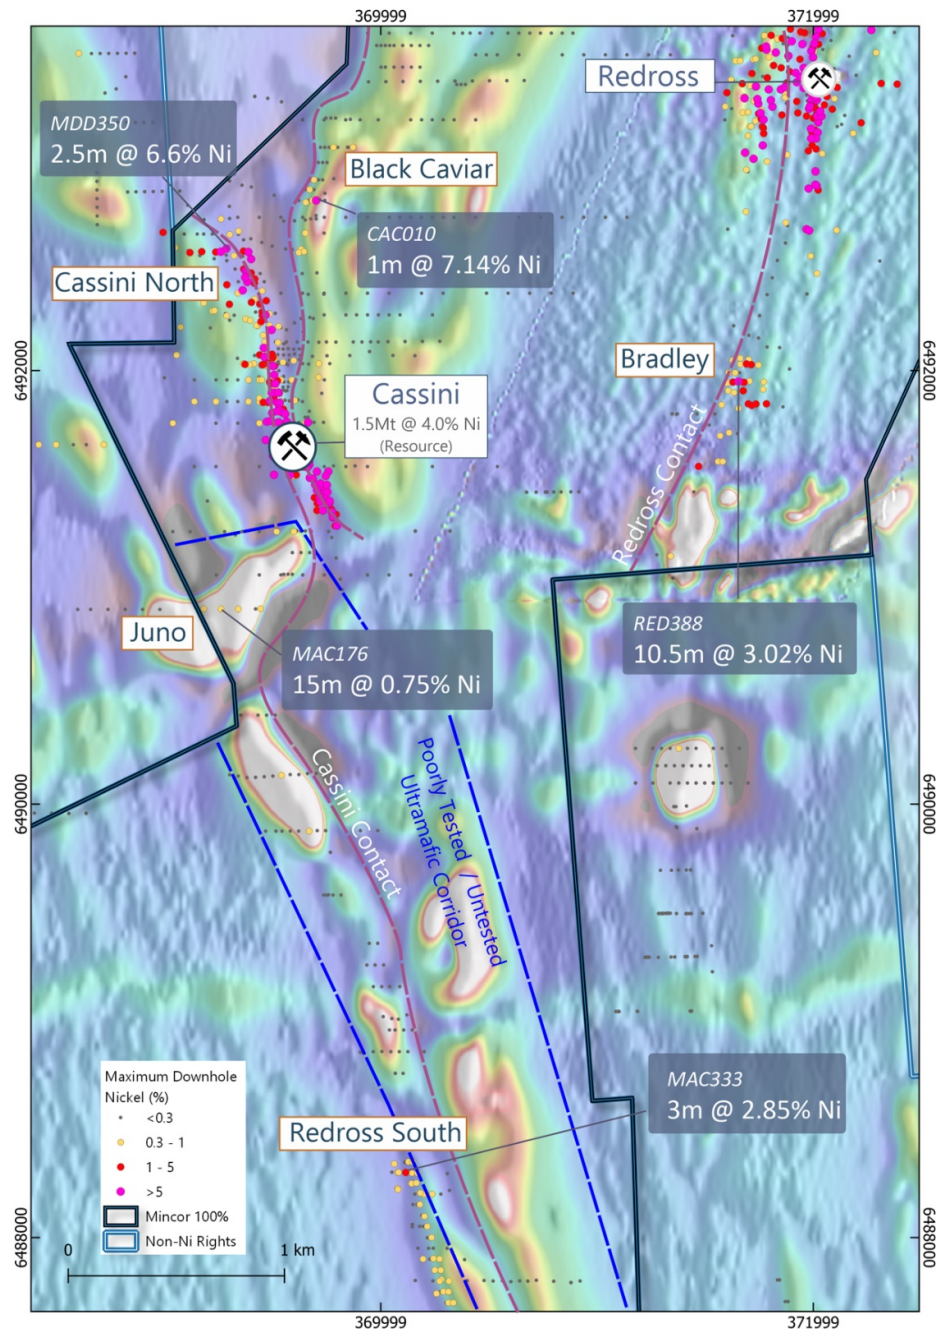 369999
371999
Redross
MDD350
2.5m @ 6.6% Ni
Black Caviar
CAC010
1m @ 7.14% Ni
Cassini North
6492000
6492000
Bradley
Cassini
1.5Mt @ 4.0% Ni
(Resource)
Redross Contact
Juno
MAC176
15m @ 0.75% Ni
RED388
10.5m @ 3.02% Ni
Cassini Contact
Poorly Tested / Untested
Ultramafic Corridor
6490000
6490000
MAC333
3m @ 2.85% Ni
Redross South
Maximum Downhole
Nickel (%)
<0.3
0.3 - 1
1 - 5
>5
Mincor 100%
Non-Ni Rights
0
1 km
6488000
6488000
369999
371999